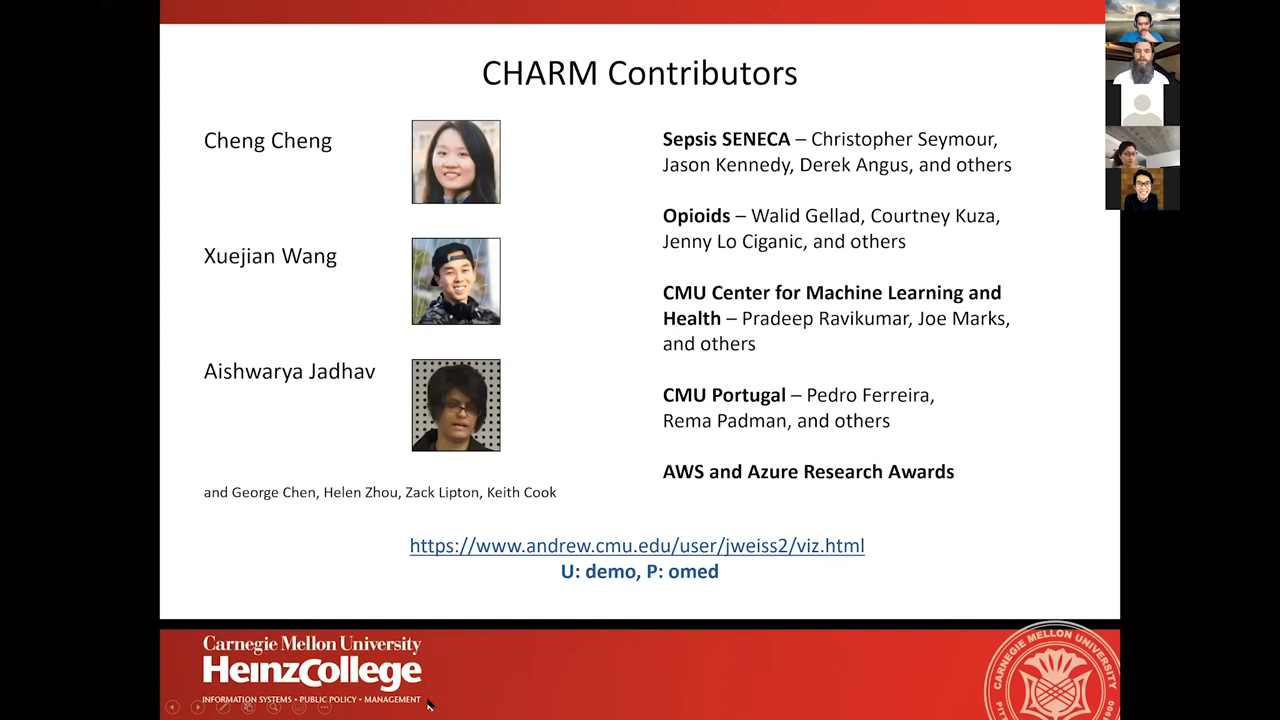 CHARM Contributors
Cheng Cheng
Xuejian Wang
Aishwarya Jadhav
and George Chen, Helen Zhou, Zack Lipton, Keith Cook
Sepsis SENECA – Christopher Seymour,
Jason Kennedy, Derek Angus, and others
Opioids – Walid Gellad, Courtney Kuza,
Jenny Lo Ciganic, and others
CMU Center for Machine Learning and
Health – Pradeep Ravikumar, Joe Marks,
and others
CMU Portugal – Pedro Ferreira,
Rema Padman, and others
AWS and Azure Research Awards
https://www.andrew.cmu.edu/user/jweiss2/viz.html
U: demo, P: omed
Carnegie Mellon University
HeinzCollege
INFORMATION SYSTEMS • PUBLIC POLICY • MANAGEMENT
CARNEGIE MELLON UNIVERSITY